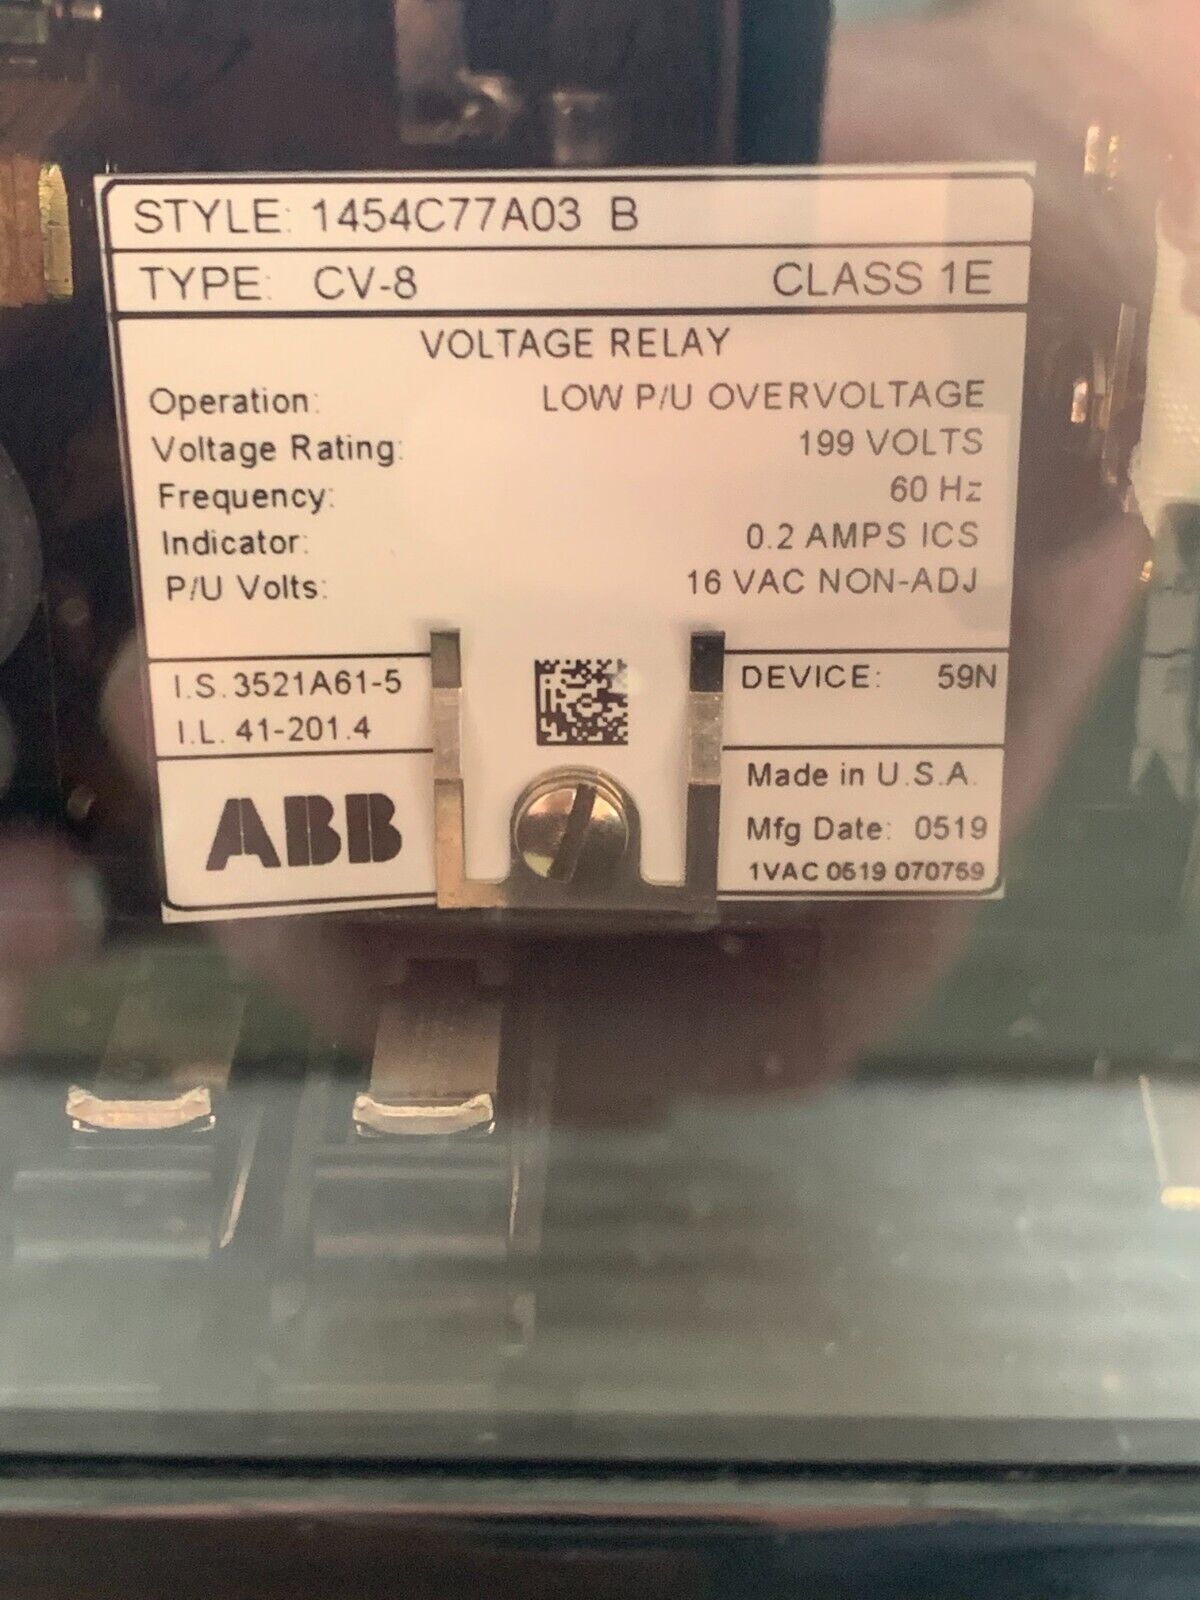 STYLE: 1454C77A03 B
TYPE: CV-8 CLASS 1E
VOLTAGE RELAY
Operation: LOW P/U OVERVOLTAGE
Voltage Rating: 199 VOLTS
Frequency: 60 Hz
Indicator: 0.2 AMPS ICS
P/U Volts: 16 VAC NON-ADJ
I.S. 3521A61-5
I.L. 41-201.4
DEVICE: 59N
ABB
Made in U.S.A.
Mfg Date: 0519
1VAC 0519 070759